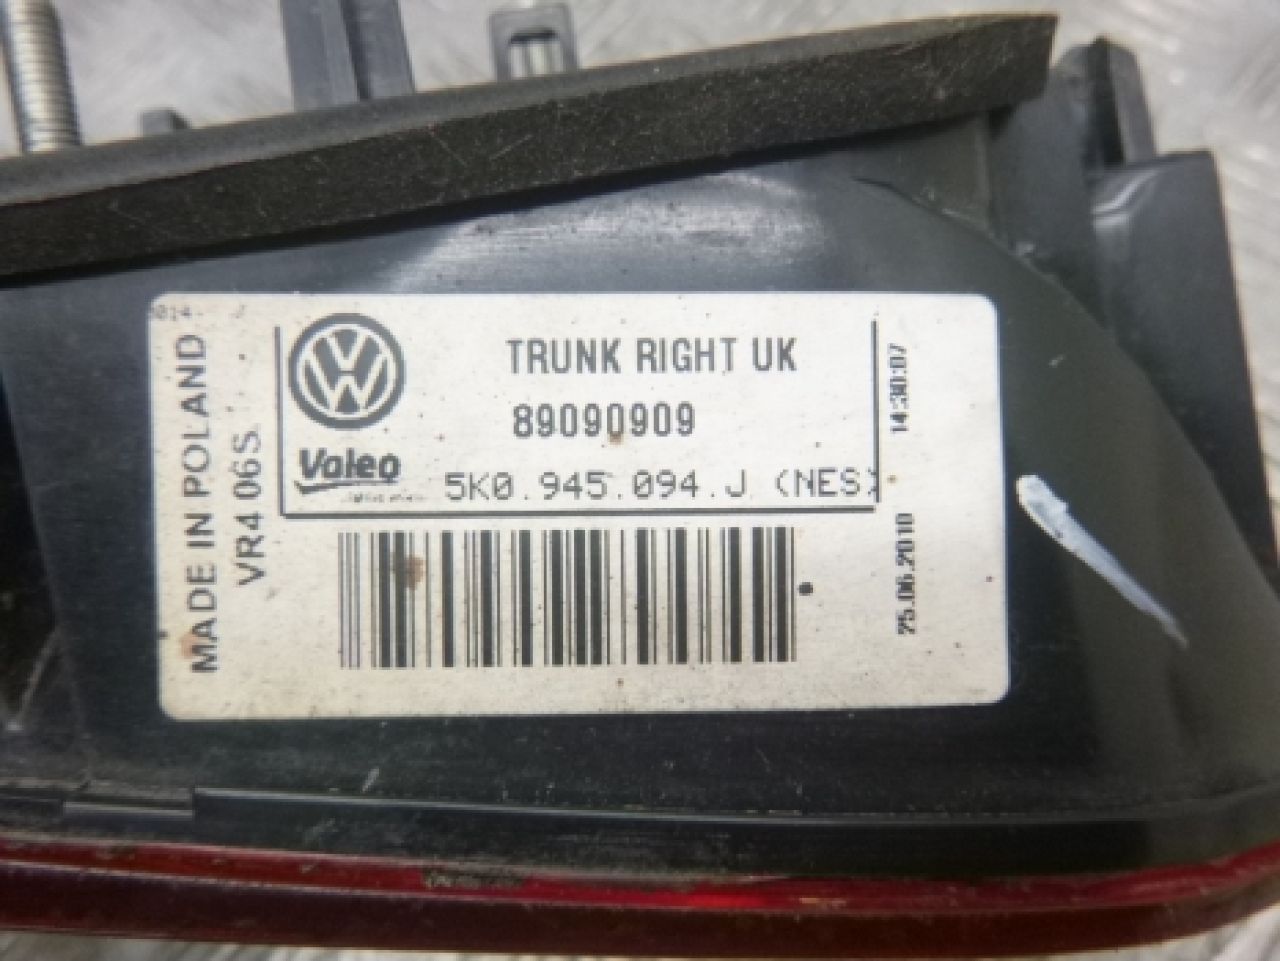 014
MADE IN POLAND
VR4 06S
TRUNK RIGHT UK
89090909
Valeo
5K0.945.094.J (NES)
14:30:07
25.06.2010